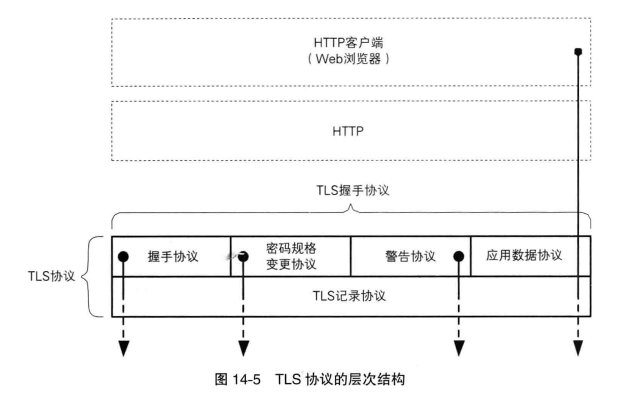 HTTP客户端
（Web浏览器）
HTTP
TLS握手协议
TLS协议
握手协议
密码规格
变更协议
警告协议
应用数据协议
TLS记录协议
图 14-5 TLS 协议的层次结构